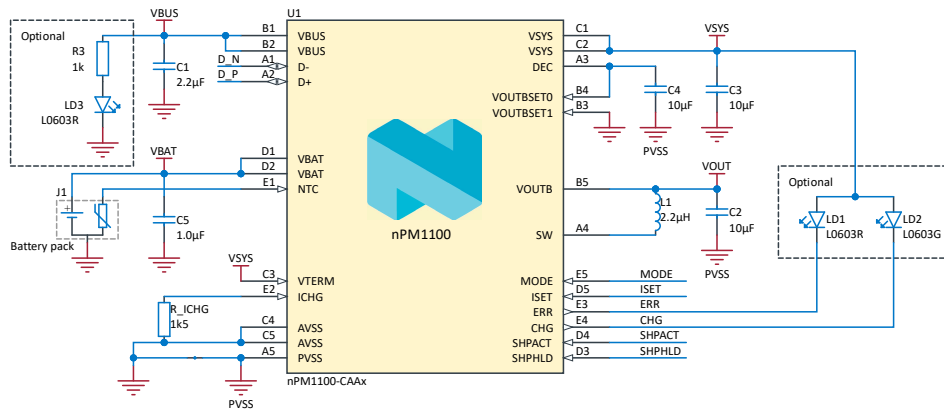 Optional
R3
1k
LD3
L0603R
VBUS
C1
2.2µF
D_N
D_P
B1
B2
A1
A2
U1
VBUS
VBUS
D-
D+
VSYS
VSYS
DEC
VOUTBSET0
VOUTBSET1
C1
C2
A3
B4
B3
VSYS
C4
10µF
C3
10µF
PVSS
VBAT
J1
+
Battery pack
C5
1.0µF
D1
D2
E1
VBAT
VBAT
NTC
nPM1100
VOUTB
SW
B5
A4
L1
2.2µH
VOUT
C2
10µF
PVSS
Optional
LD1
L0603R
LD2
L0603G
VSYS
R_ICHG
1k5
C3
E2
C4
C5
A5
VTERM
ICHG
AVSS
AVSS
PVSS
PVSS
MODE
ISET
ERR
CHG
SHPACT
SHPHLD
E5
D5
E3
E4
D4
D3
MODE
ISET
ERR
CHG
SHPACT
SHPHLD
nPM1100-CAAx